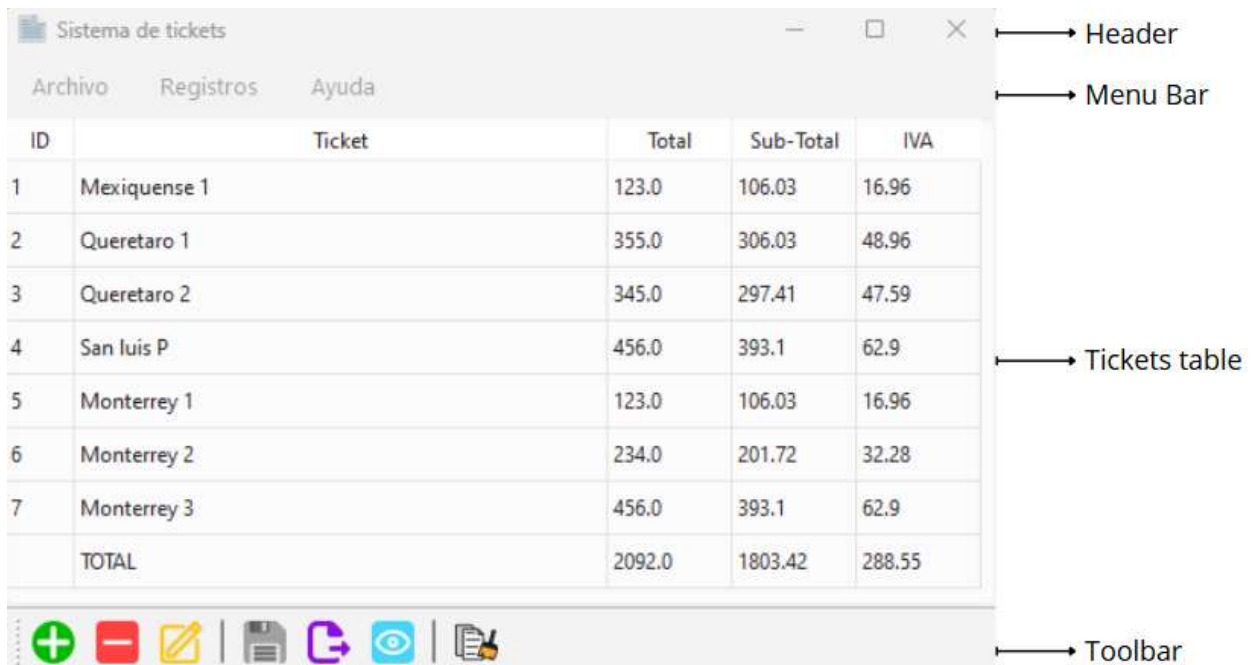 Sistema de tickets
Header
Archivo Registros Ayuda
Menu Bar
ID Ticket Total Sub-Total IVA
1 Mexiquense 1 123.0 106.03 16.96
2 Queretaro 1 355.0 306.03 48.96
3 Queretaro 2 345.0 297.41 47.59
4 San luis P 456.0 393.1 62.9
Tickets table
5 Monterrey 1 123.0 106.03 16.96
6 Monterrey 2 234.0 201.72 32.28
7 Monterrey 3 456.0 393.1 62.9
TOTAL 2092.0 1803.42 288.55
Toolbar